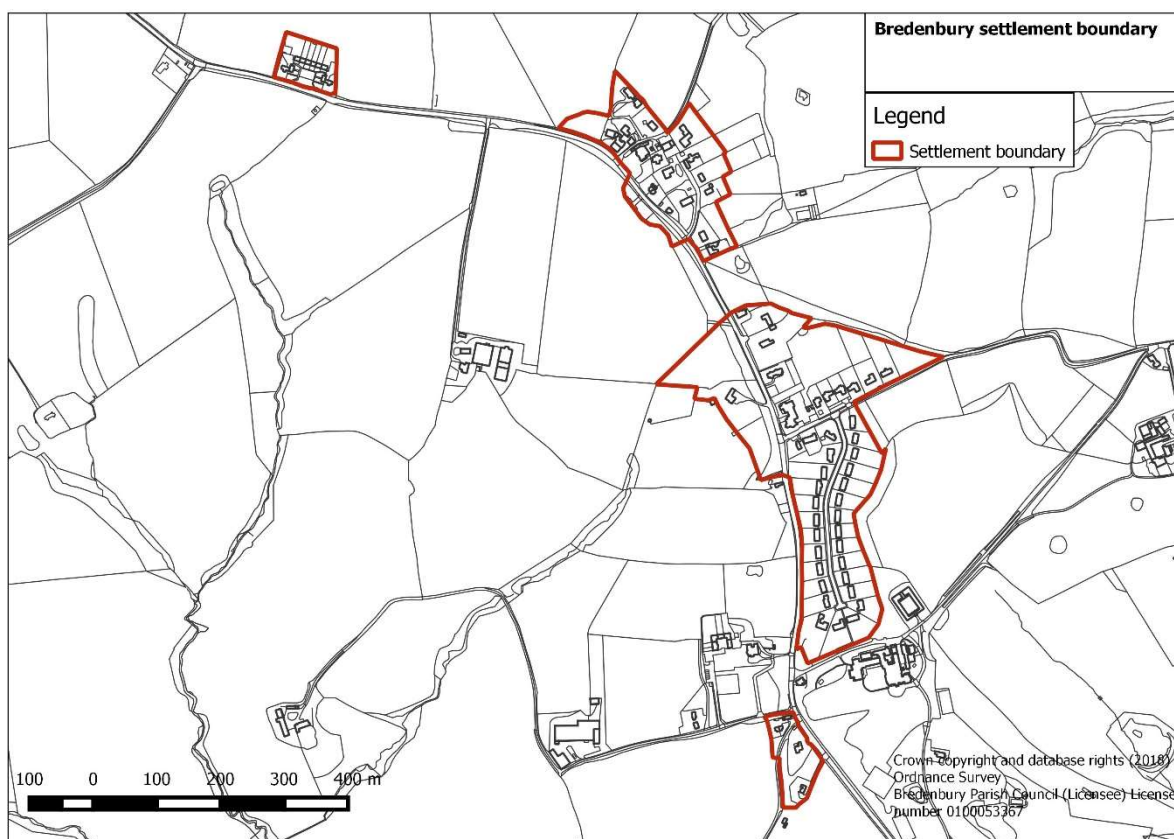 Bredenbury settlement boundary
Legend
Settlement boundary
100 0 100 200 300 400 m
Crown copyright and database rights (2018)
Ordnance Survey
Bredenbury Parish Council (Licensee) License
number 0100053367